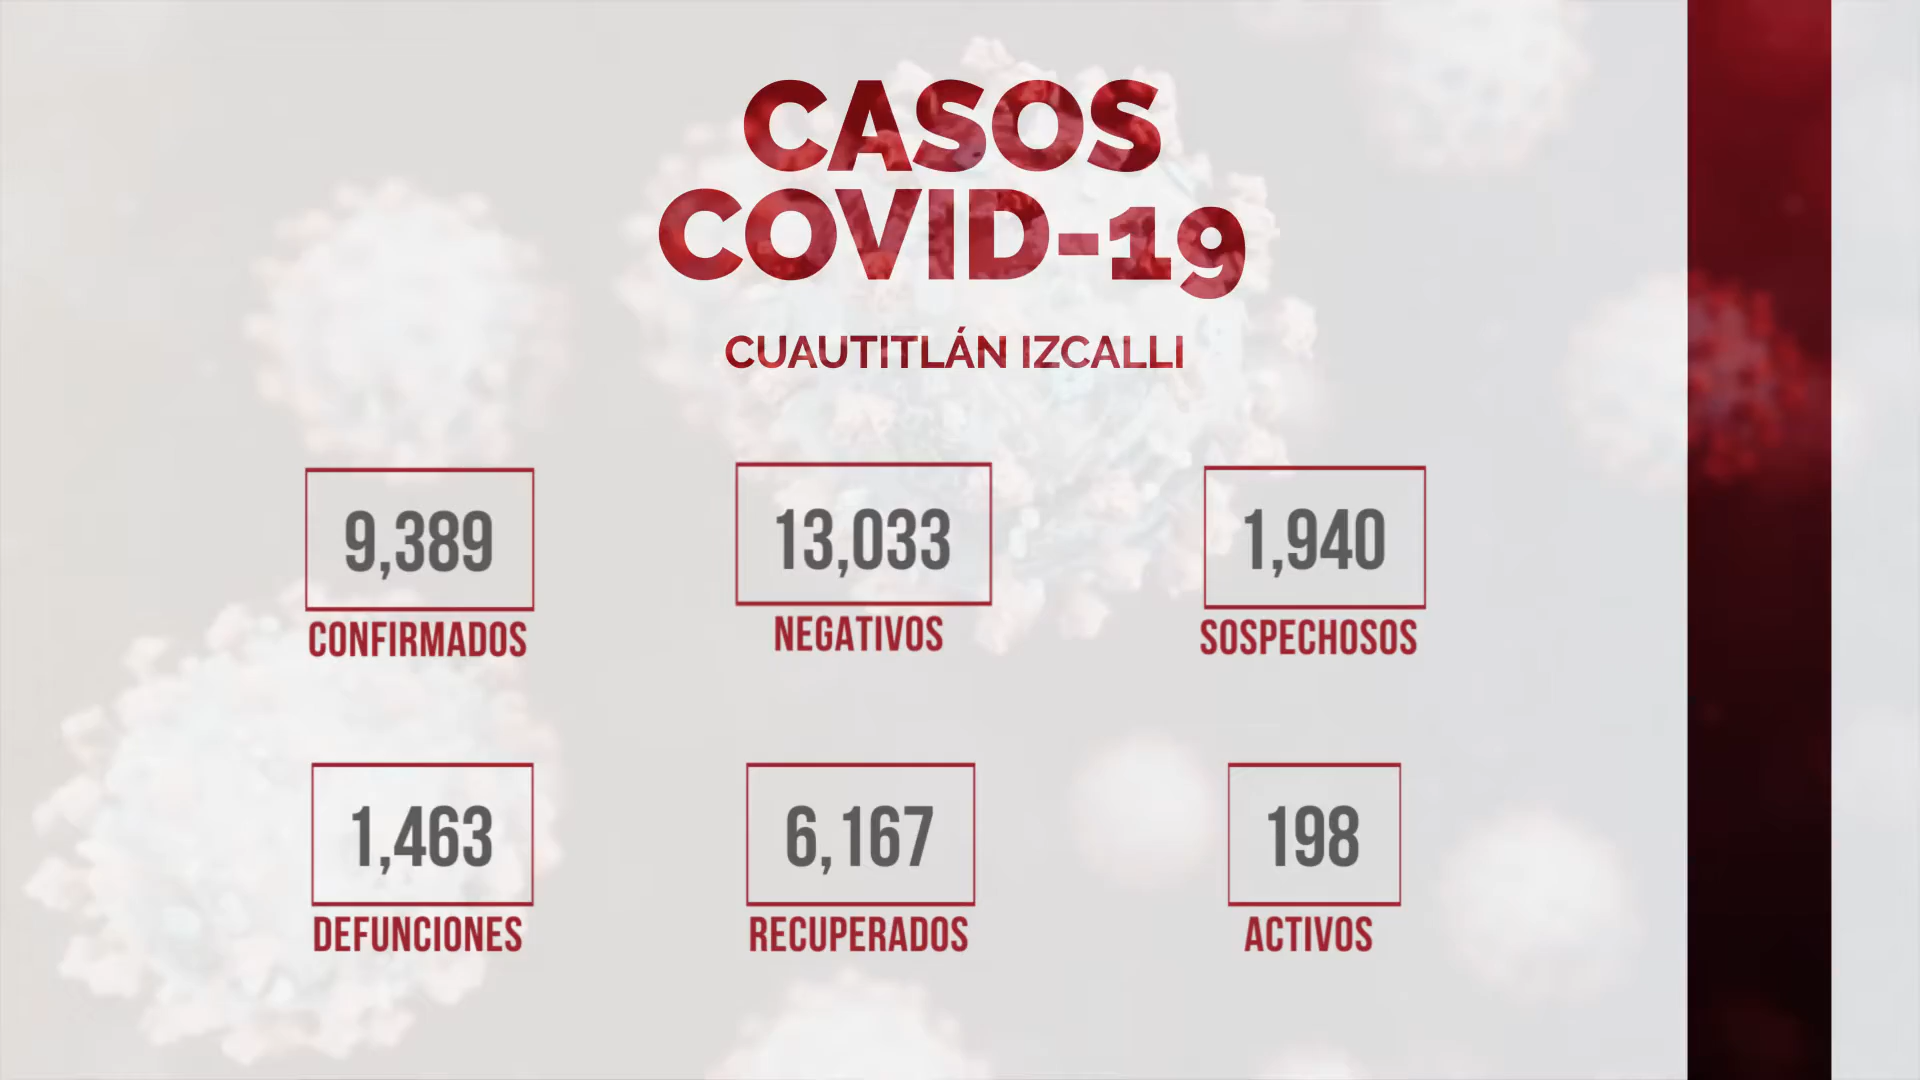 CASOS
COVID-19
CUAUTITLÁN IZCALLI
9,389
CONFIRMADOS
13,033
NEGATIVOS
1,940
SOSPECHOSOS
1,463
DEFUNCIONES
6,167
RECUPERADOS
198
ACTIVOS